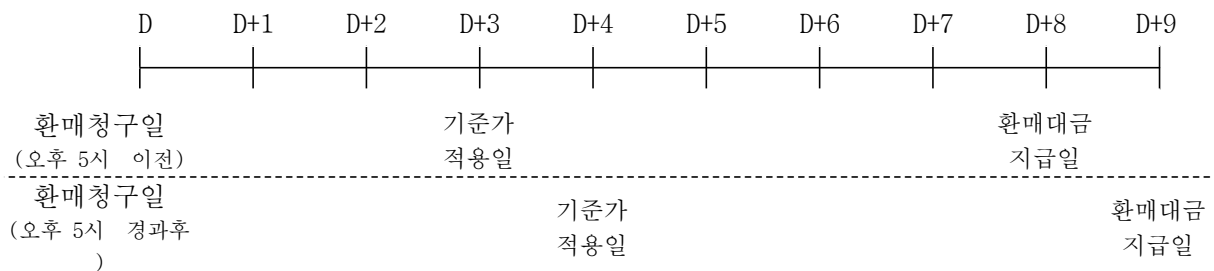 D D+1 D+2 D+3 D+4 D+5 D+6 D+7 D+8 D+9
환매청구일 기준가 환매대금
(오후 5시 이전) 적용일 지급일
환매청구일 기준가 환매대금
(오후 5시 경과후 적용일 지급일
)